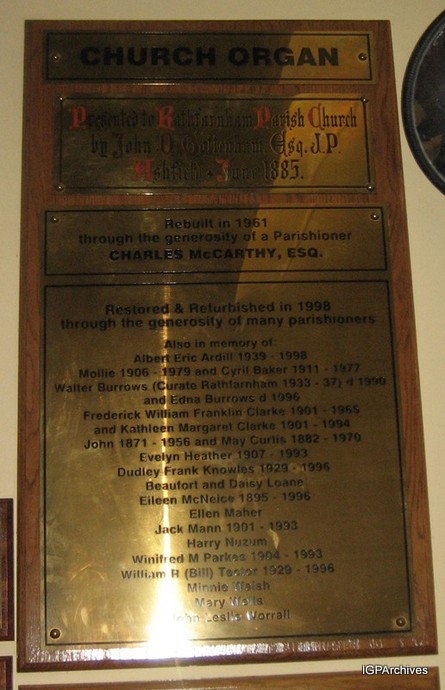 CHURCH ORGAN
Presented to Rathfarnham Parish Church
by John O. Gottenham, Esq. J.P.
Ashfield - June 1885.
Rebuilt in 1961
through the generosity of a Parishioner
CHARLES McCARTHY, ESQ.
Restored & Refurbished in 1998
through the generosity of many parishioners
Also in memory of:
Albert Eric Ardill 1939 - 1998
Mollie 1906 - 1979 and Cyril Baker 1911 - 1977
Walter Burrows (Curate Rathfarnham 1933 - 37) d 1990
and Edna Burrows d 1996
Frederick William Franklin Clarke 1901 - 1965
and Kathleen Margaret Clarke 1901 - 1994
John 1871 - 1956 and May Curtis 1882 - 1970
Evelyn Heather 1907 - 1993
Dudley Frank Knowles 1929 - 1996
Beaufort and Daisy Loane
Eileen McNeice 1895 - 1996
Ellen Maher
Jack Mann 1901 - 1993
Harry Nuzum
Winifred M Parkes 1904 - 1993
William R (Bill) 1929 - 1996
Minnie Walsh
Mary Wells
John Leslie Worrall
IGPArchives